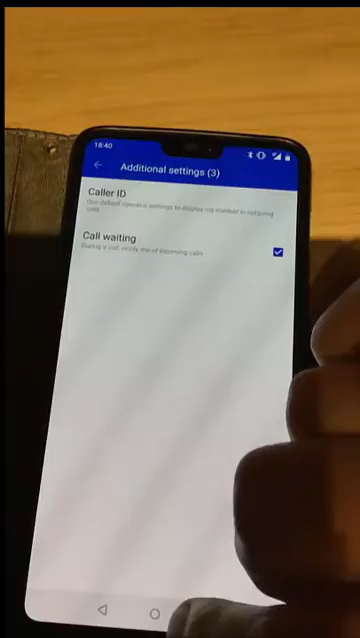 18:40
Additional settings (3)
Caller ID
Use default operator settings to display my number in outgoing
calls
Call waiting
During a call, notify me of incoming calls